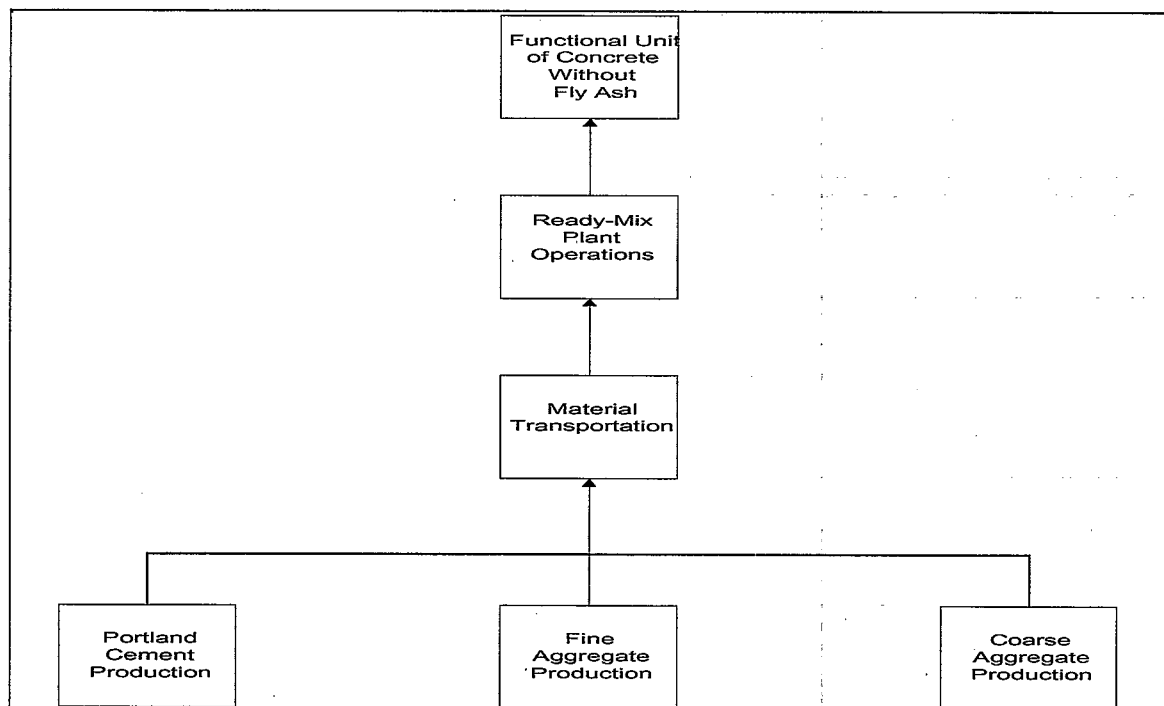 Functional Unit
of Concrete
Without
Fly Ash
Ready-Mix
Plant
Operations
Material
Transportation
Portland
Cement
Production
Fine
Aggregate
Production
Coarse
Aggregate
Production